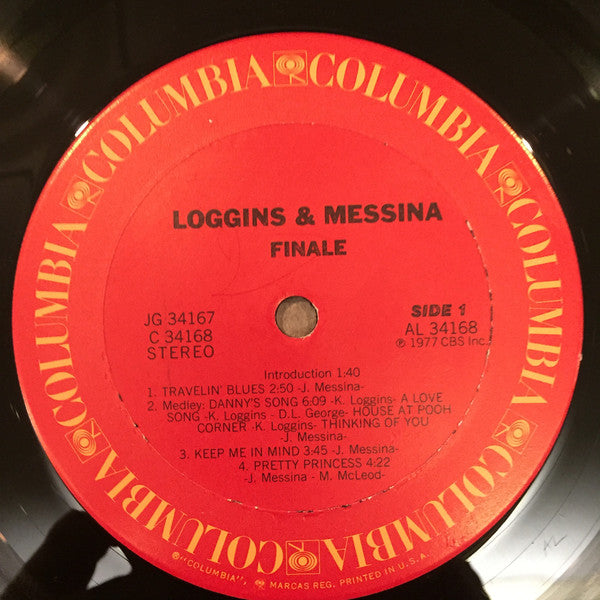 COLUMBIA COLUMBIA COLUMBIA COLUMBIA COLUMBIA COLUMBIA
LOGGINS & MESSINA
FINALE
JG 34167
C 34168
STEREO
SIDE 1
AL 34168
℗ 1977 CBS Inc.
Introduction 1:40
1. TRAVELIN' BLUES 2:50 -J. Messina-
2. Medley: DANNY'S SONG 6:09 -K. Loggins- A LOVE
SONG -K. Loggins - D.L. George- HOUSE AT POOH
CORNER -K. Loggins- THINKING OF YOU
-J. Messina-
3. KEEP ME IN MIND 3:45 -J. Messina-
4. PRETTY PRINCESS 4:22
-J. Messina - M. McLeod-
®"COLUMBIA", MARCAS REG. PRINTED IN U.S.A.